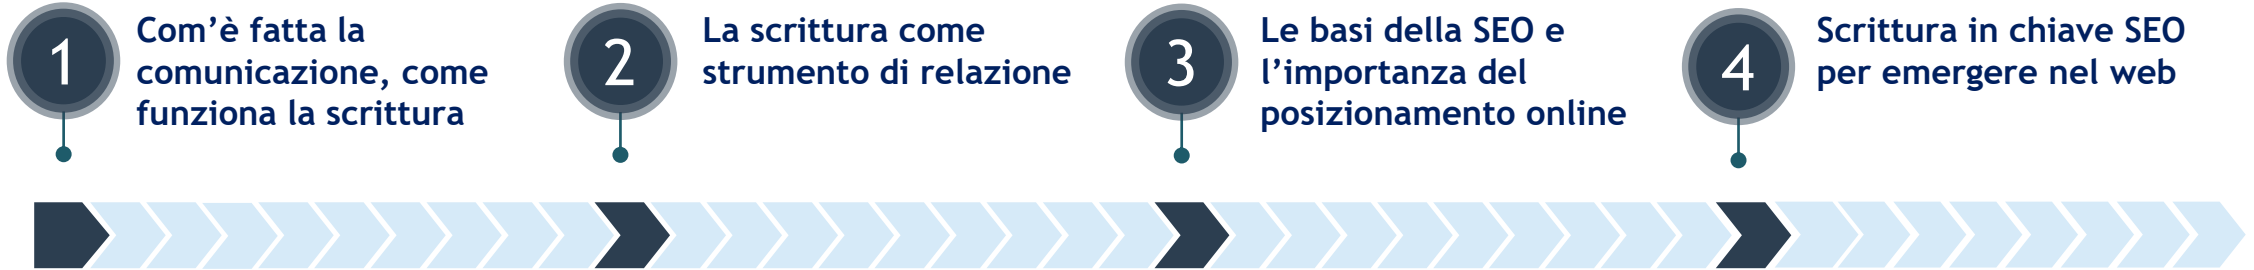 1
Com’è fatta la
comunicazione, come
funziona la scrittura
2
La scrittura come
strumento di relazione
3
Le basi della SEO e
l’importanza del
posizionamento online
4
Scrittura in chiave SEO
per emergere nel web